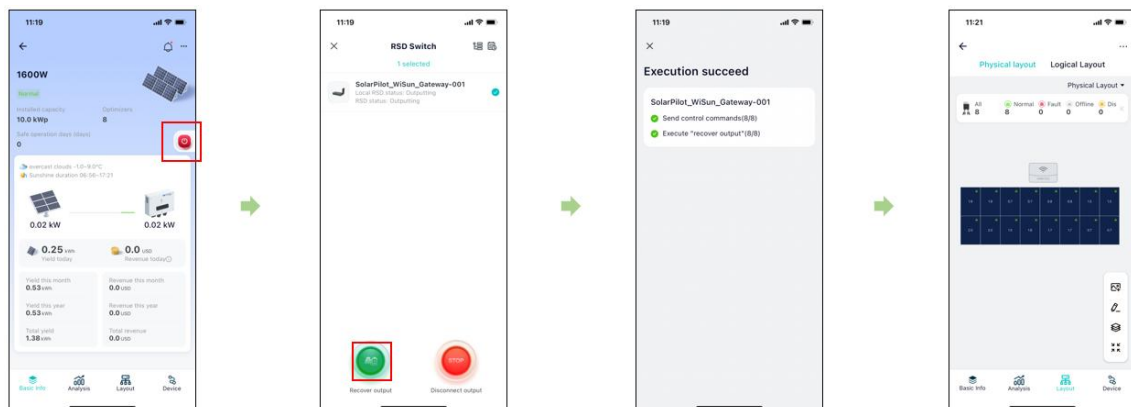 11:19
1600W
Normal
Installed capacity
Optimizers
10.0 kWp
8
Safe operation days (days)
0
overcast clouds -1.0~9.0°C
Sunshine duration 06:56~17:21
0.02 kW
0.02 kW
0.25 kWh
Yield today
0.0 USD
Revenue today
Yield this month
0.53 kWh
Revenue this month
0.0 USD
Yield this year
0.53 kWh
Revenue this year
0.0 USD
Total yield
1.38 kWh
Total revenue
0.0 USD
Basic Info
Analysis
Layout
Device
11:19
RSD Switch
1 selected
SolarPilot_WiSun_Gateway-001
Local RSD status: Outputting
RSD status: Outputting
STOP
Recover output
Disconnect output
11:19
Execution succeed
SolarPilot_WiSun_Gateway-001
Send control commands(8/8)
Execute "recover output"(8/8)
11:21
Physical layout
Logical Layout
Physical Layout
All
8
Normal
8
Fault
0
Offline
0
Dis
0
Basic Info
Analysis
Layout
Device